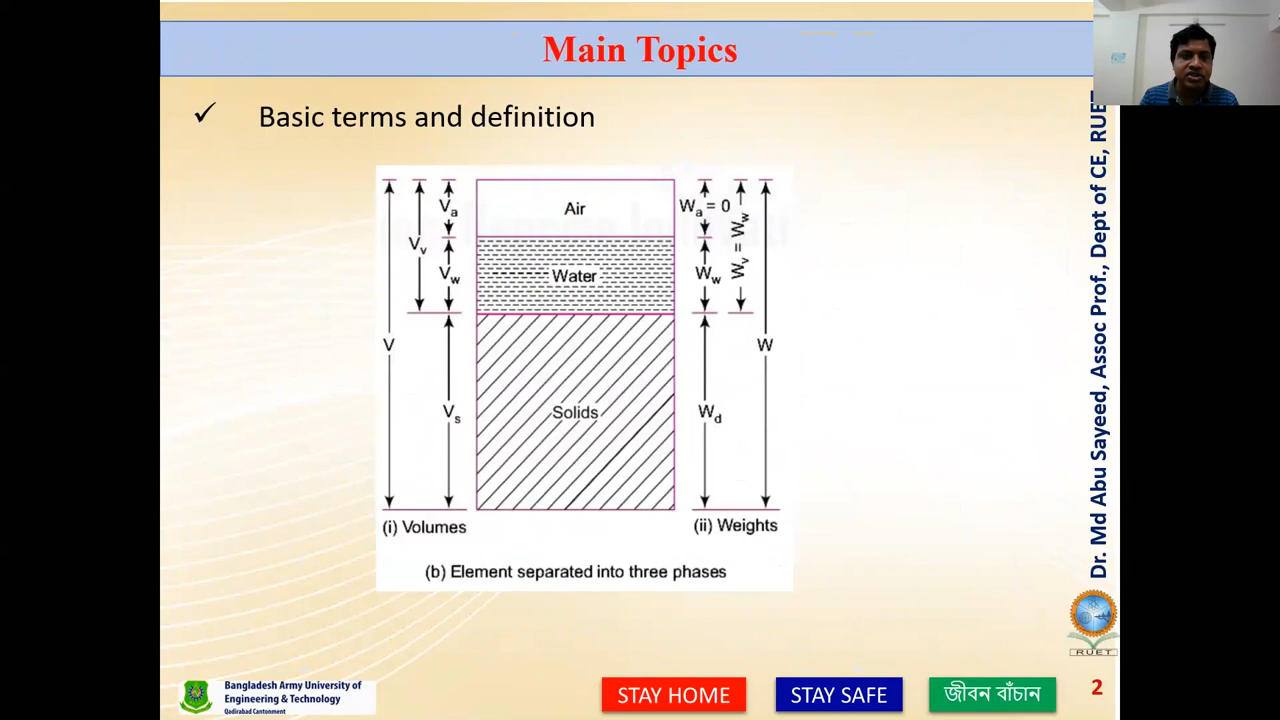 Main Topics
✓ Basic terms and definition
Air
Water
Solids
V
Vv
Va
Vw
Vs
Wa = 0
Ww
Wv = Ww
Wd
W
(i) Volumes
(ii) Weights
(b) Element separated into three phases
Dr. Md Abu Sayeed, Assoc Prof., Dept of CE, RUET
RUET
Bangladesh Army University of
Engineering & Technology
Qadirabad Cantonment
STAY HOME
STAY SAFE
জীবন বাঁচান
2